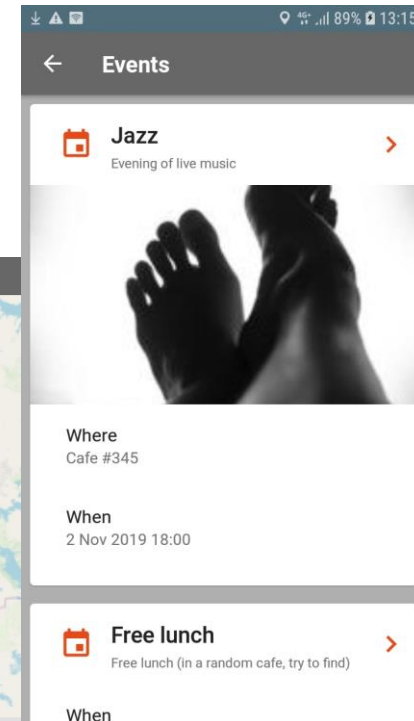 46+ 89% 13:15
Events
Jazz
Evening of live music
Where
Cafe #345
When
2 Nov 2019 18:00
Free lunch
Free lunch (in a random cafe, try to find)
When